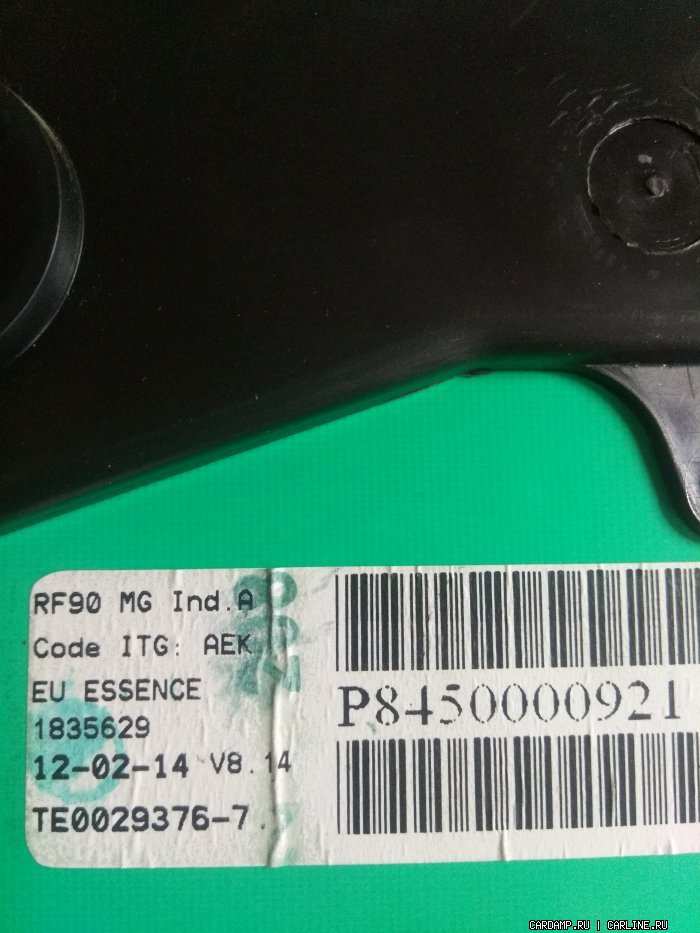 RF90 MG Ind.A
Code ITG: AEK
EU ESSENCE
1835629
12-02-14 V8.14
TE0029376-7
P8450000921
CARDAMP.RU | CARLINE.RU